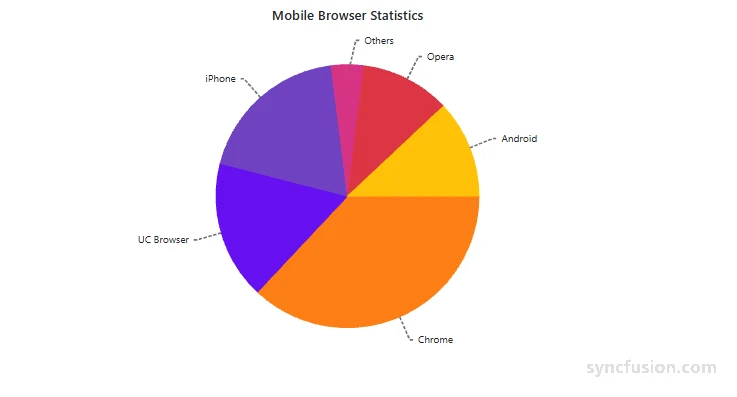 Mobile Browser Statistics
Others
Opera
iPhone
Android
UC Browser
Chrome
syncfusion.com